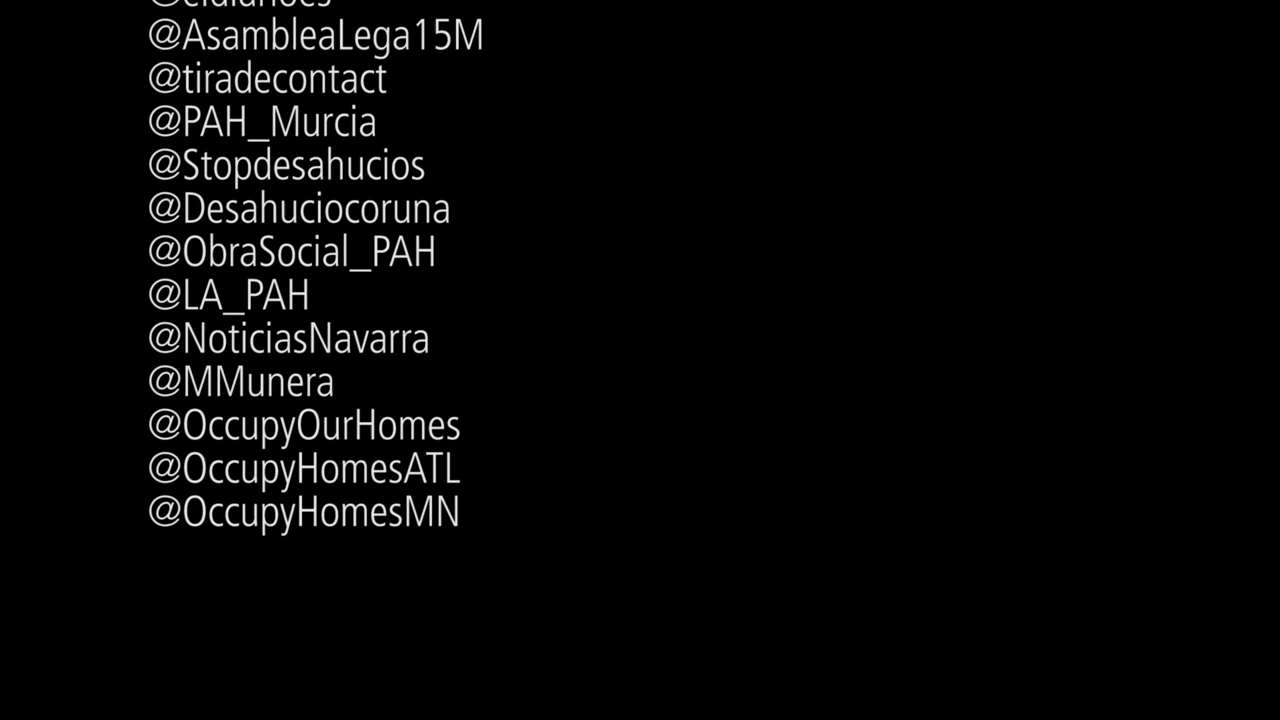 @AsambleaLega15M
@tiradecontact
@PAH_Murcia
@Stopdesahucios
@Desahuciocoruna
@ObraSocial_PAH
@LA_PAH
@NoticiasNavarra
@MMunera
@OccupyOurHomes
@OccupyHomesATL
@OccupyHomesMN